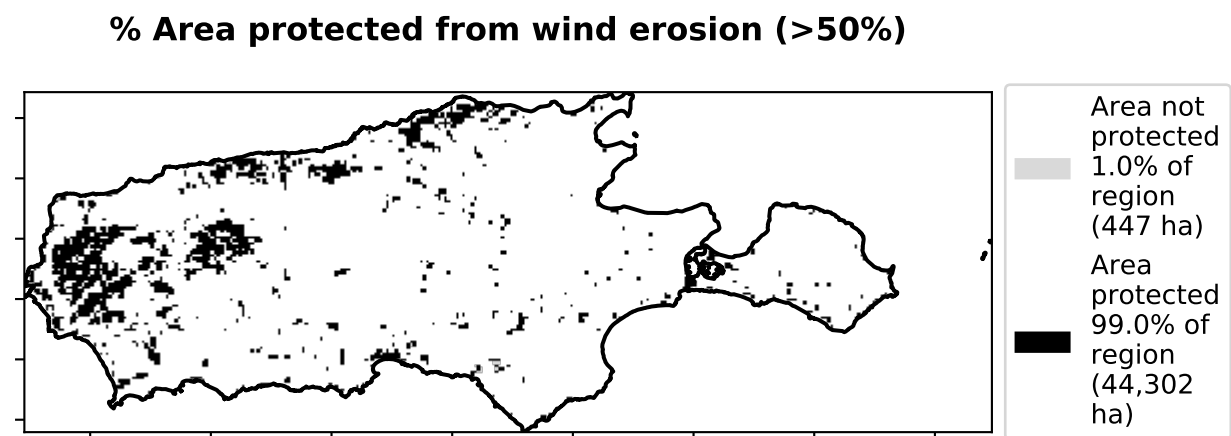 % Area protected from wind erosion (>50%)
Area not
protected
1.0% of
region
(447 ha)
Area
protected
99.0% of
region
(44,302
ha)